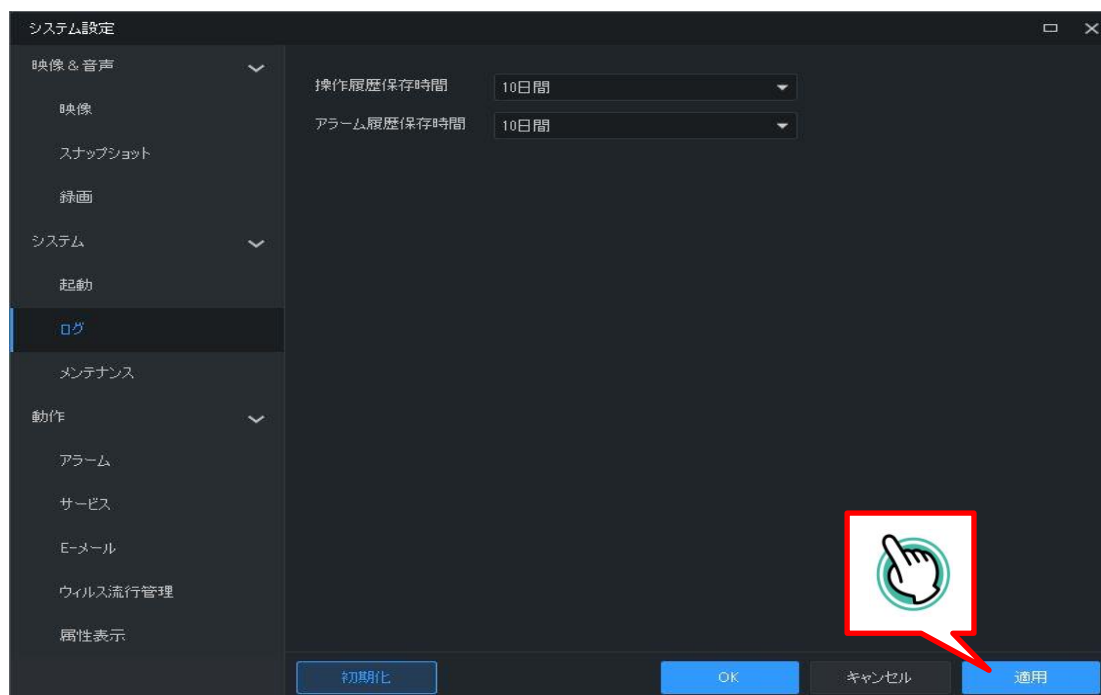 システム設定
映像&音声
映像
スナップショット
録画
システム
起動
ログ
メンテナンス
動作
アラーム
サービス
E-メール
ウィルス流行管理
属性表示
操作履歴保存時間 10日間
アラーム履歴保存時間 10日間
初期化 OK キャンセル 適用